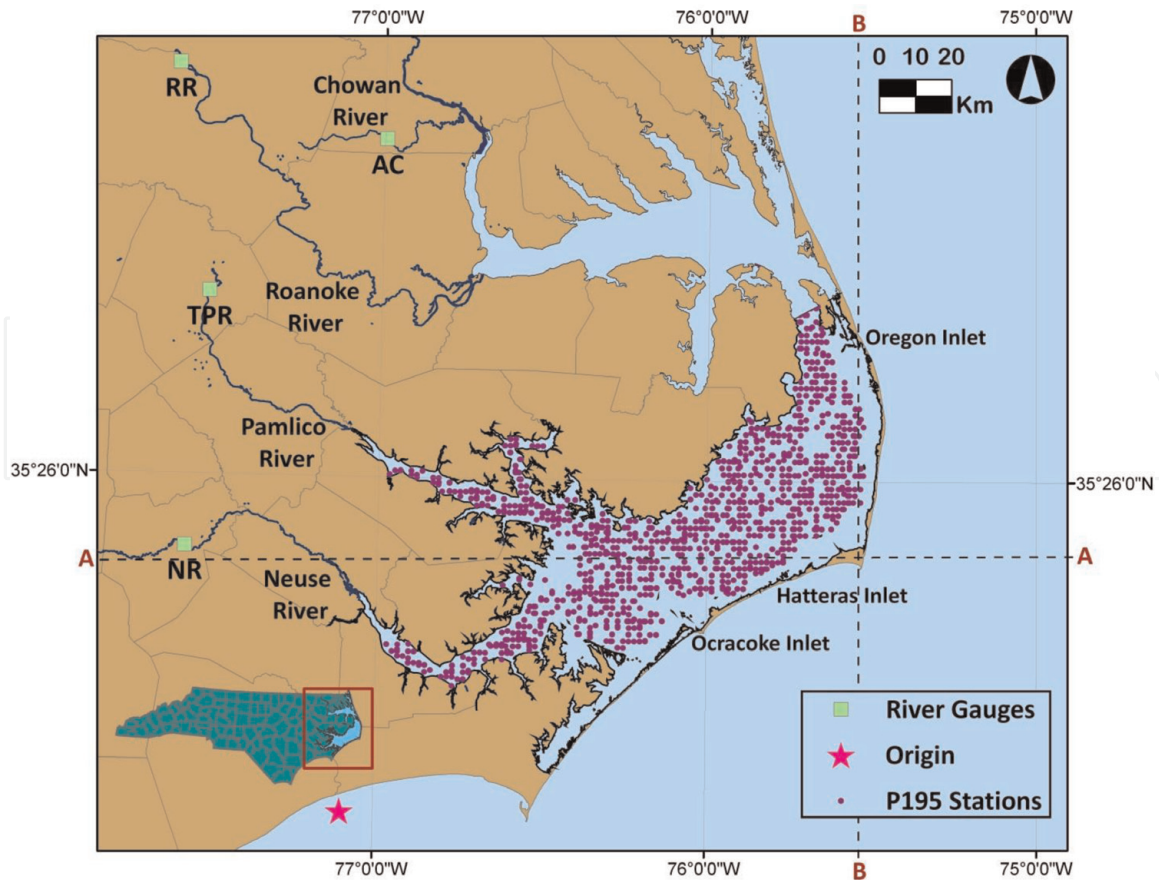 77°0'0"W
76°0'0"W
B
75°0'0"W
0 10 20
Km
RR
Chowan
River
AC
Roanoke
River
TPR
Oregon Inlet
Pamlico
River
35°26'0"N
35°26'0"N
A
A
NR
Neuse
River
Hatteras Inlet
Ocracoke Inlet
River Gauges
Origin
P195 Stations
77°0'0"W
76°0'0"W
B
75°0'0"W